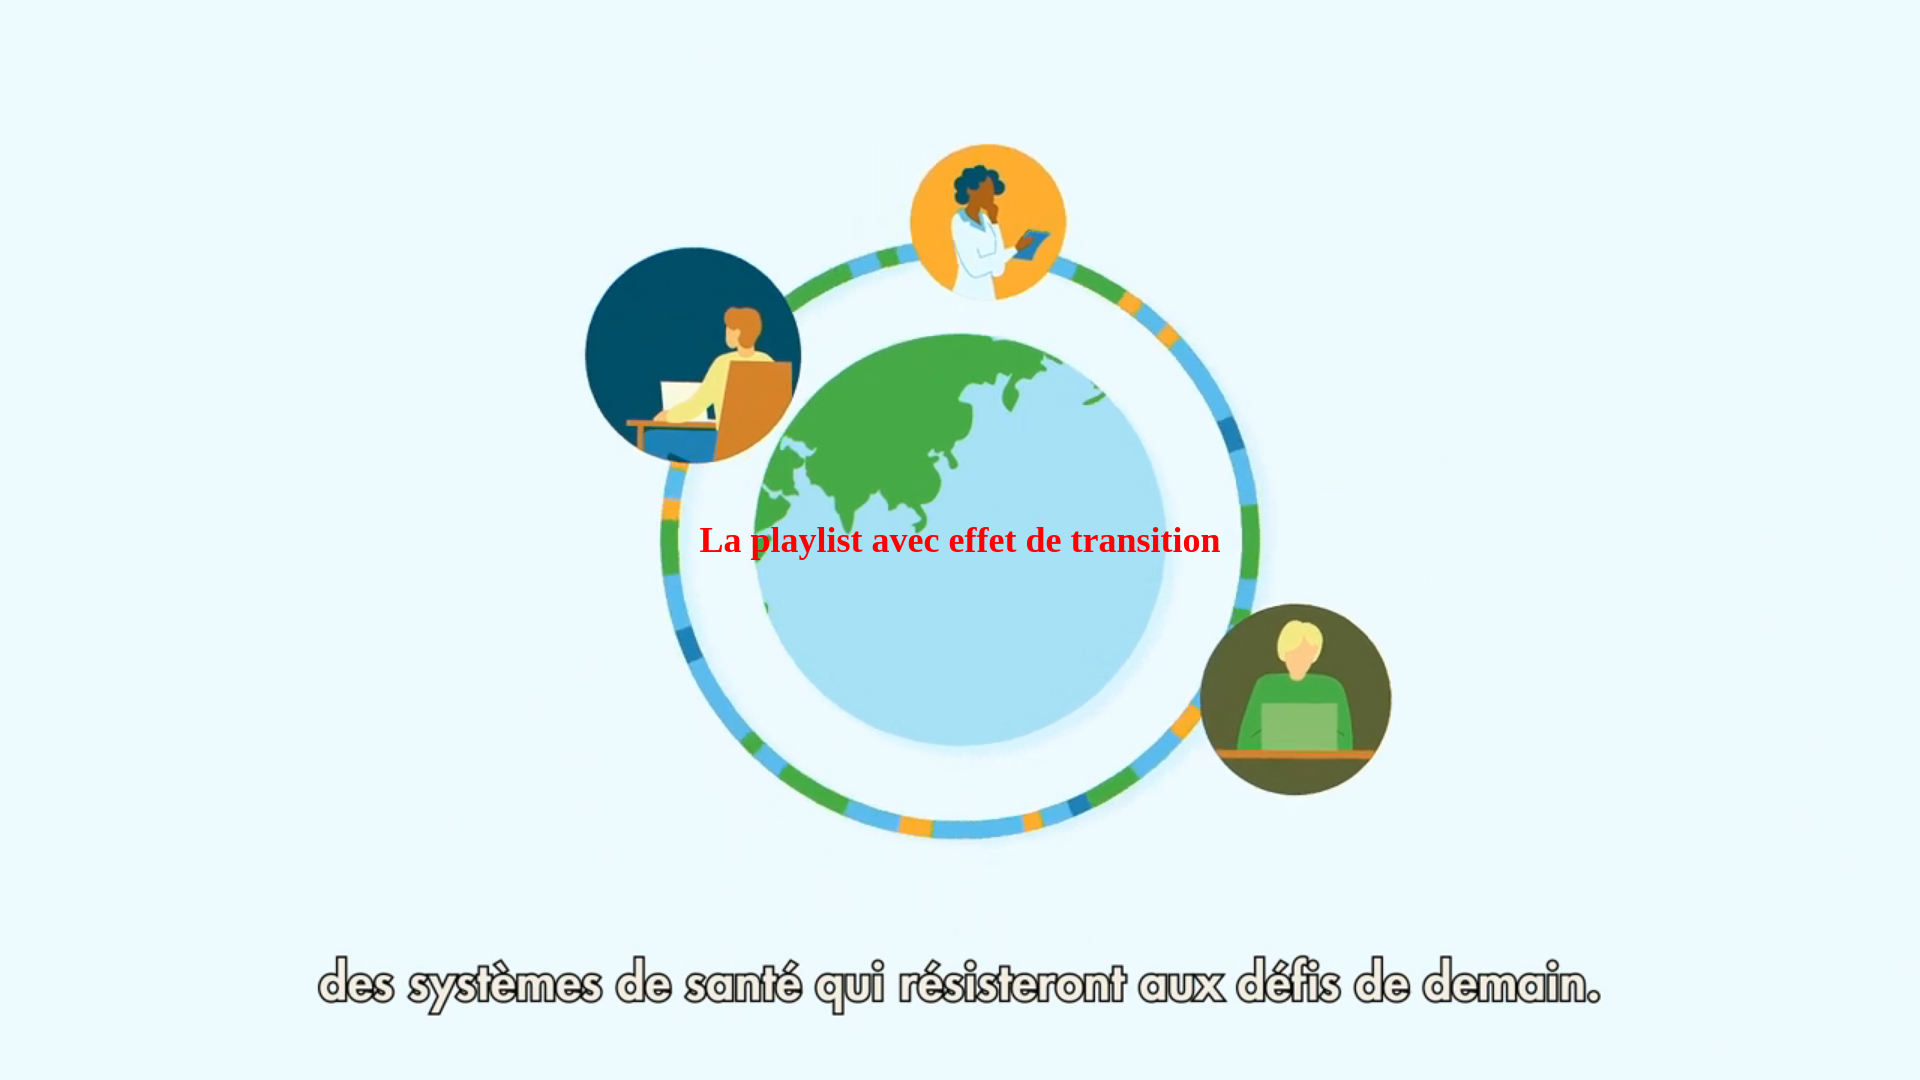 La playlist avec effet de transition
des systèmes de santé qui résisteront aux défis de demain.